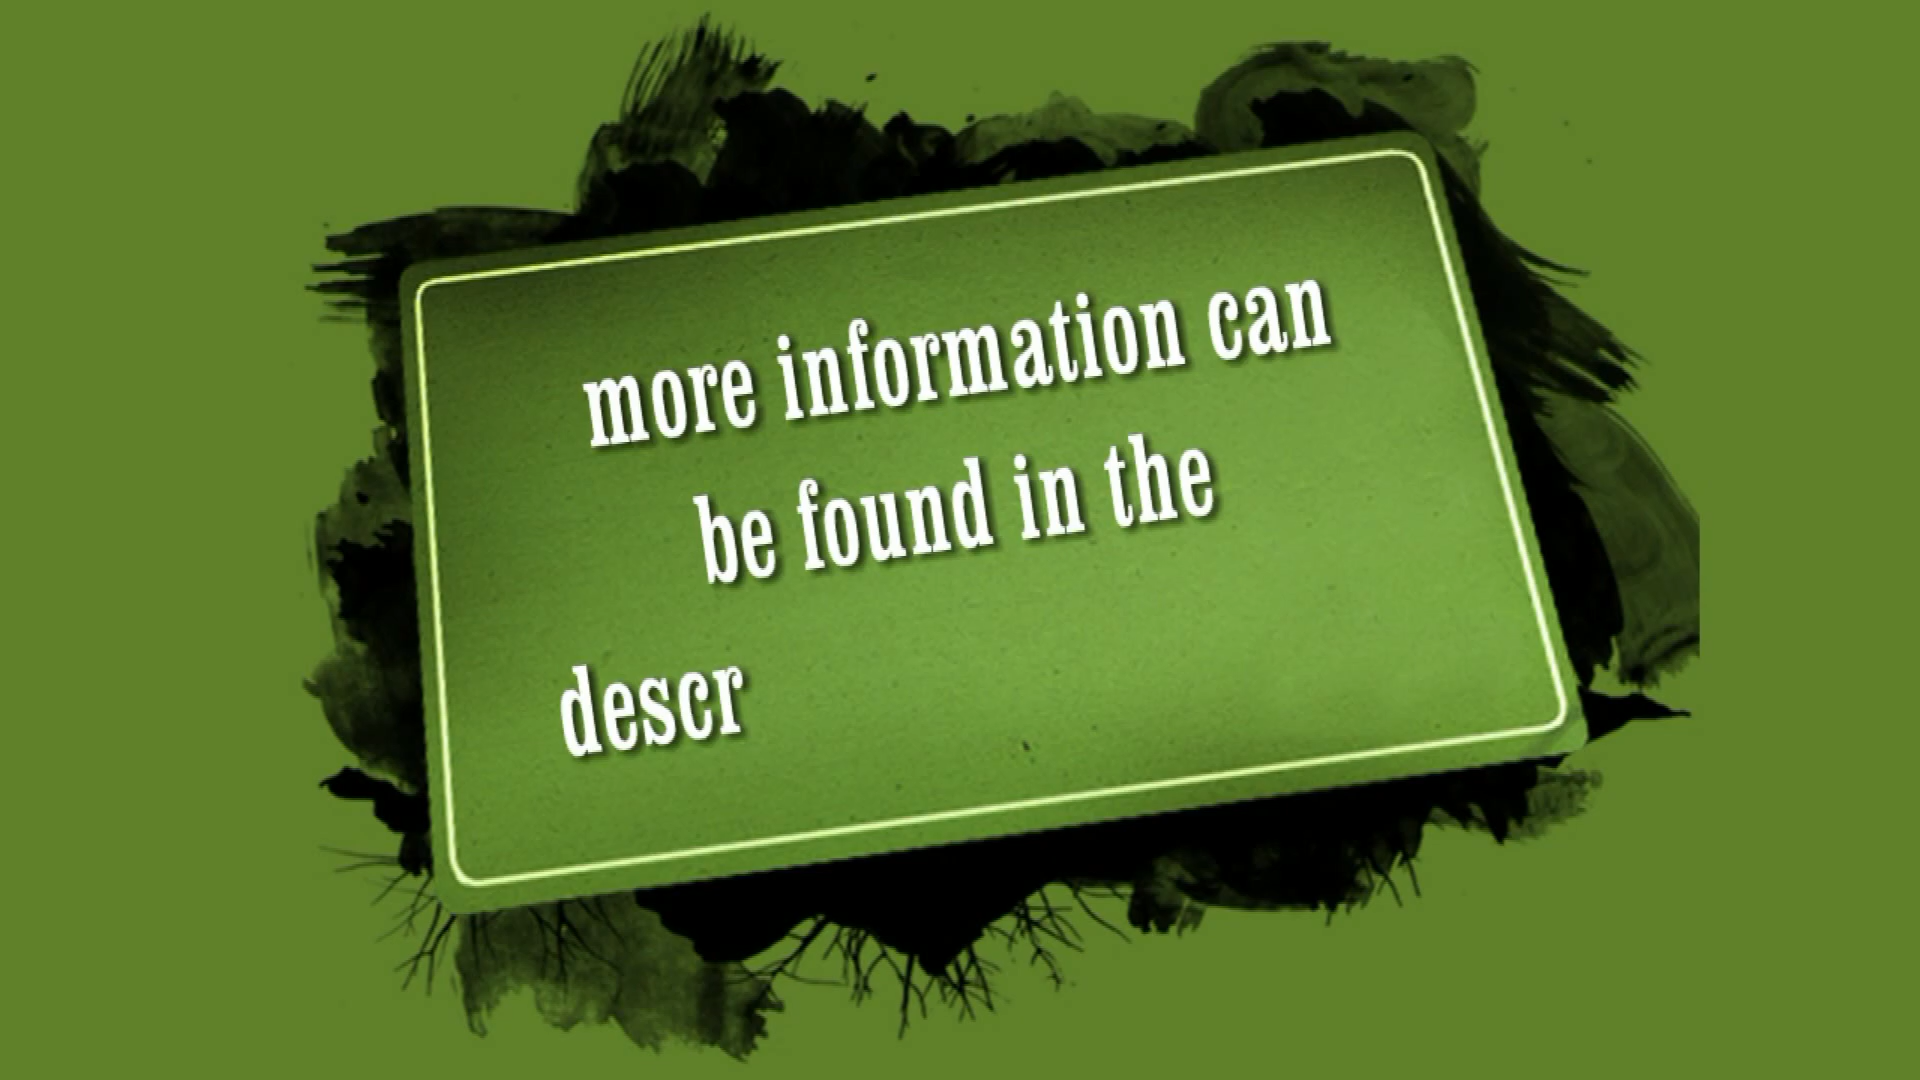 more information can
be found in the
descr